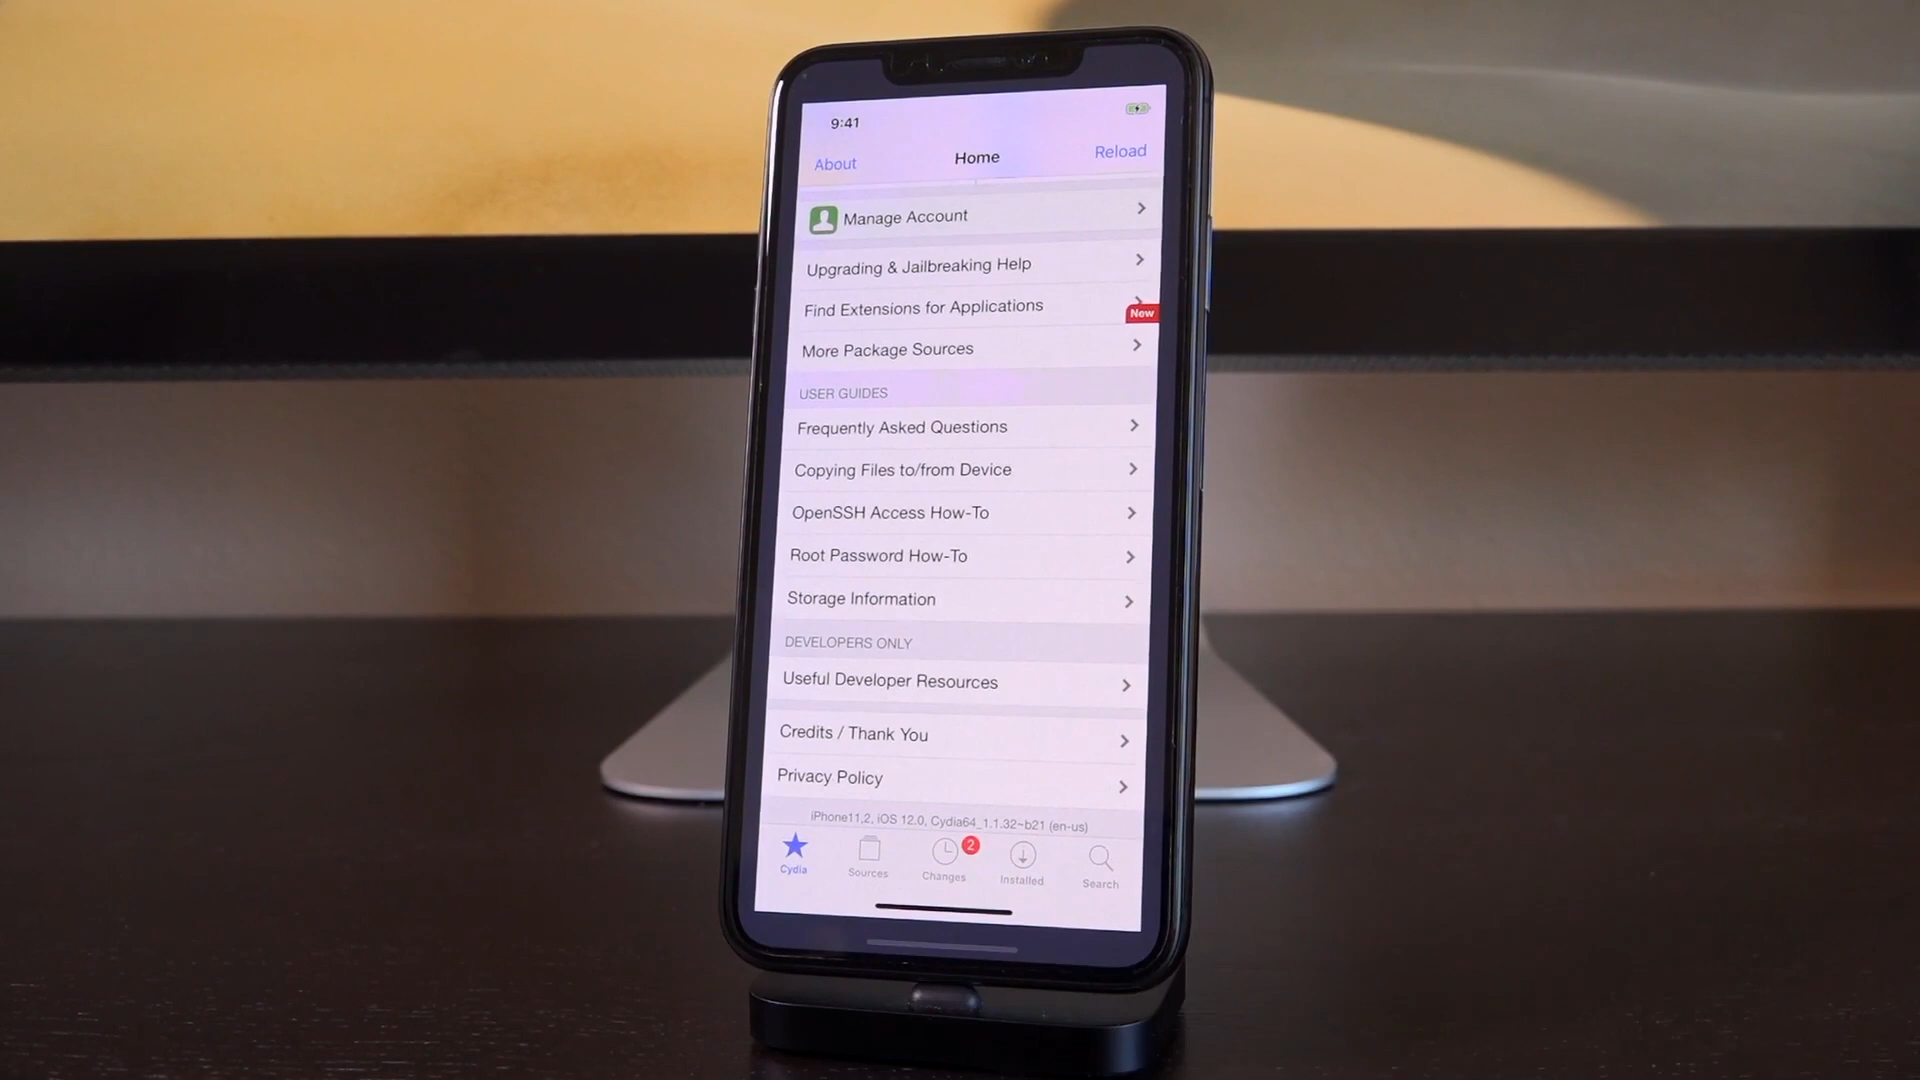 9:41
About
Home
Reload
Manage Account
Upgrading & Jailbreaking Help
Find Extensions for Applications
New
More Package Sources
USER GUIDES
Frequently Asked Questions
Copying Files to/from Device
OpenSSH Access How-To
Root Password How-To
Storage Information
DEVELOPERS ONLY
Useful Developer Resources
Credits / Thank You
Privacy Policy
iPhone11,2, iOS 12.0, Cydia64_1.1.32~b21 (en-us)
2
Cydia
Sources
Changes
Installed
Search